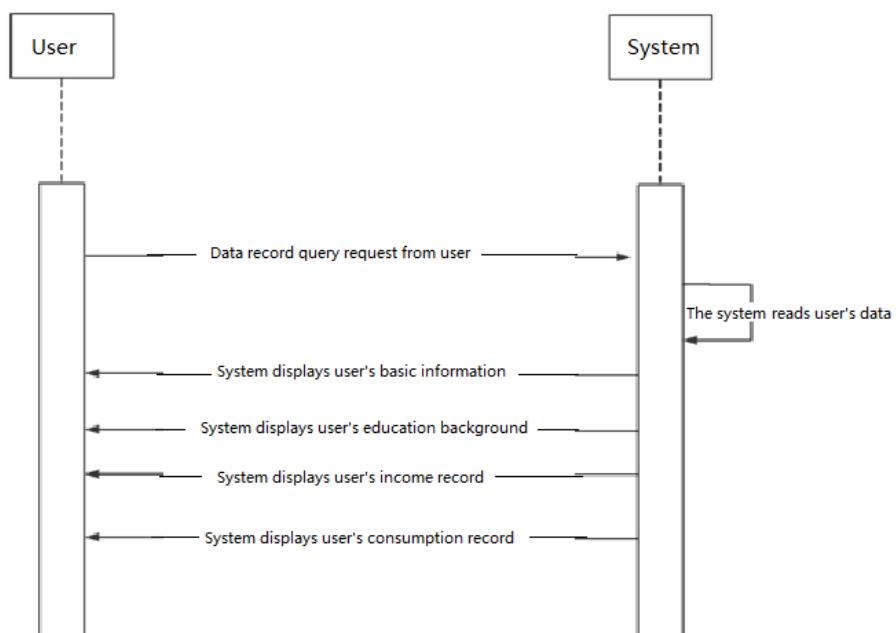 User
System
Data record query request from user
The system reads user's data
System displays user's basic information
System displays user's education background
System displays user's income record
System displays user's consumption record